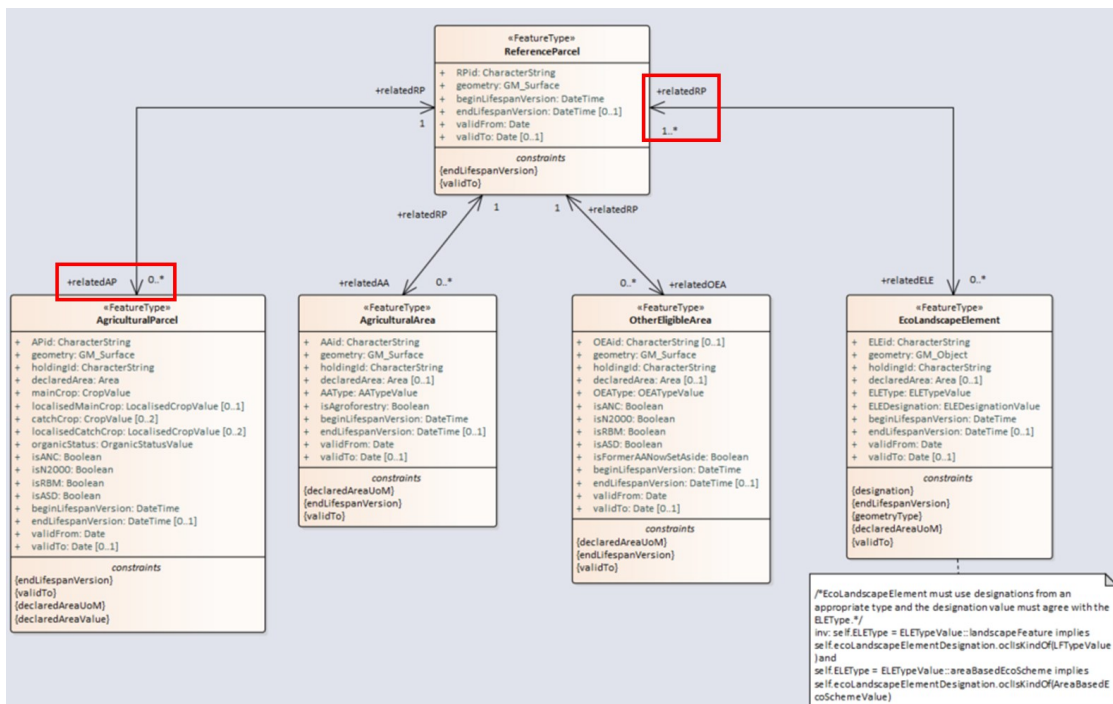 «FeatureType»
ReferenceParcel
+ RPid: CharacterString
+ geometry: GM_Surface
+ beginLifespanVersion: DateTime
+ endLifespanVersion: DateTime [0..1]
+ validFrom: Date
+ validTo: Date [0..1]
constraints
{endLifespanVersion}
{validTo}
+relatedRP
1
+relatedRP
1..*
+relatedRP
1
1
+relatedRP
+relatedAP
0..*
+relatedAA
0..*
0..*
+relatedOEA
+relatedELE
0..*
«FeatureType»
AgriculturalParcel
+ APid: CharacterString
+ geometry: GM_Surface
+ holdingId: CharacterString
+ declaredArea: Area
+ mainCrop: CropValue
+ localisedMainCrop: LocalisedCropValue [0..1]
+ catchCrop: CropValue [0..2]
+ localisedCatchCrop: LocalisedCropValue [0..2]
+ organicStatus: OrganicStatusValue
+ isANC: Boolean
+ isN2000: Boolean
+ isRBM: Boolean
+ isASD: Boolean
+ beginLifespanVersion: DateTime
+ endLifespanVersion: DateTime [0..1]
+ validFrom: Date
+ validTo: Date [0..1]
constraints
{endLifespanVersion}
{validTo}
{declaredAreaUoM}
{declaredAreaValue}
«FeatureType»
AgriculturalArea
+ AAid: CharacterString
+ geometry: GM_Surface
+ holdingId: CharacterString
+ declaredArea: Area [0..1]
+ AAType: AATypeValue
+ isAgroforestry: Boolean
+ beginLifespanVersion: DateTime
+ endLifespanVersion: DateTime [0..1]
+ validFrom: Date
+ validTo: Date [0..1]
constraints
{declaredAreaUoM}
{endLifespanVersion}
{validTo}
«FeatureType»
OtherEligibleArea
+ OEAid: CharacterString [0..1]
+ geometry: GM_Surface
+ holdingId: CharacterString
+ declaredArea: Area [0..1]
+ OEAType: OEATypeValue
+ isANC: Boolean
+ isN2000: Boolean
+ isRBM: Boolean
+ isASD: Boolean
+ isFormerAANowSetAside: Boolean
+ beginLifespanVersion: DateTime
+ endLifespanVersion: DateTime [0..1]
+ validFrom: Date
+ validTo: Date [0..1]
constraints
{declaredAreaUoM}
{endLifespanVersion}
{validTo}
«FeatureType»
EcoLandscapeElement
+ ELEid: CharacterString
+ geometry: GM_Object
+ holdingId: CharacterString
+ declaredArea: Area [0..1]
+ ELEType: ELETypeValue
+ ELEDesignation: ELEDesignationValue
+ beginLifespanVersion: DateTime
+ endLifespanVersion: DateTime [0..1]
+ validFrom: Date
+ validTo: Date [0..1]
constraints
{designation}
{endLifespanVersion}
{geometryType}
{declaredAreaUoM}
{validTo}
/*EcoLandscapeElement must use designations from an
appropriate type and the designation value must agree with the
ELEType.*/
inv: self.ELEType = ELETypeValue::landscapeFeature implies
self.ecoLandscapeElementDesignation.oclIsKindOf(LFTypeValue
) and
self.ELEType = ELETypeValue::areaBasedEcoScheme implies
self.ecoLandscapeElementDesignation.oclIsKindOf(AreaBasedE
coSchemeValue)